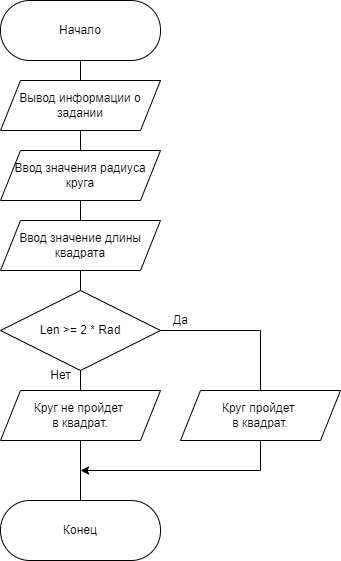 Начало
Вывод информации о
задании
Ввод значения радиуса
круга
Ввод значение длины
квадрата
Len >= 2 * Rad
Да
Нет
Круг не пройдет
в квадрат.
Круг пройдет
в квадрат.
Конец